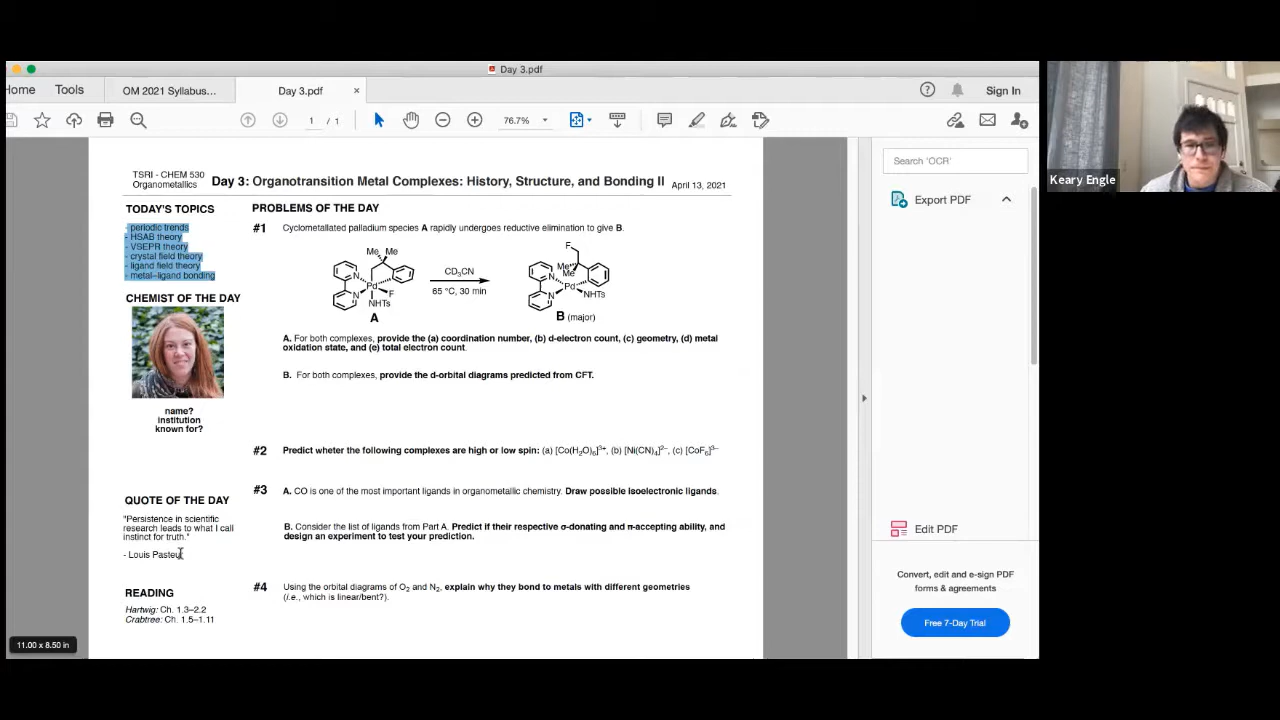 Day 3.pdf
Home
Tools
OM 2021 Syllabus...
Day 3.pdf
×
Sign In
1 / 1
76.7%
TSRI - CHEM 530
Organometallics
Day 3: Organotransition Metal Complexes: History, Structure, and Bonding II
April 13, 2021
TODAY'S TOPICS
- periodic trends
- HSAB theory
- VSEPR theory
- crystal field theory
- ligand field theory
- metal–ligand bonding
CHEMIST OF THE DAY
name?
institution
known for?
QUOTE OF THE DAY
"Persistence in scientific
research leads to what I call
instinct for truth."
- Louis Pasteur
READING
Hartwig: Ch. 1.3–2.2
Crabtree: Ch. 1.5–1.11
PROBLEMS OF THE DAY
#1 Cyclometallated palladium species A rapidly undergoes reductive elimination to give B.
Me Me
N
N
Pd
F
NHTs
A
CD3CN
65 °C, 30 min
F
Me
Me
N
N
Pd
NHTs
B (major)
A. For both complexes, provide the (a) coordination number, (b) d-electron count, (c) geometry, (d) metal
oxidation state, and (e) total electron count.
B. For both complexes, provide the d-orbital diagrams predicted from CFT.
#2 Predict wheter the following complexes are high or low spin: (a) [Co(H2O)6]3+, (b) [Ni(CN)4]2–, (c) [CoF6]3–
#3 A. CO is one of the most important ligands in organometallic chemistry. Draw possible isoelectronic ligands.
B. Consider the list of ligands from Part A. Predict if their respective σ-donating and π-accepting ability, and
design an experiment to test your prediction.
#4 Using the orbital diagrams of O2 and N2, explain why they bond to metals with different geometries
(i.e., which is linear/bent?).
11.00 x 8.50 in
Search 'OCR'
Export PDF
Edit PDF
Convert, edit and e-sign PDF
forms & agreements
Free 7-Day Trial
Keary Engle